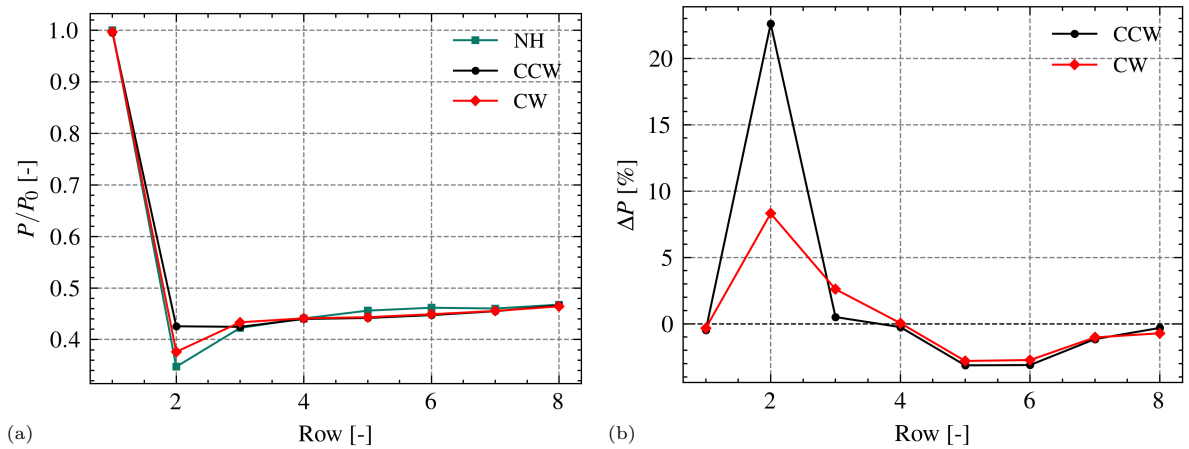 1.0
0.9
0.8
0.7
0.6
0.5
0.4
P/P₀ [-]
NH
CCW
CW
2 4 6 8
Row [-]
(a)
20
15
10
5
0
ΔP [%]
CCW
CW
2 4 6 8
Row [-]
(b)